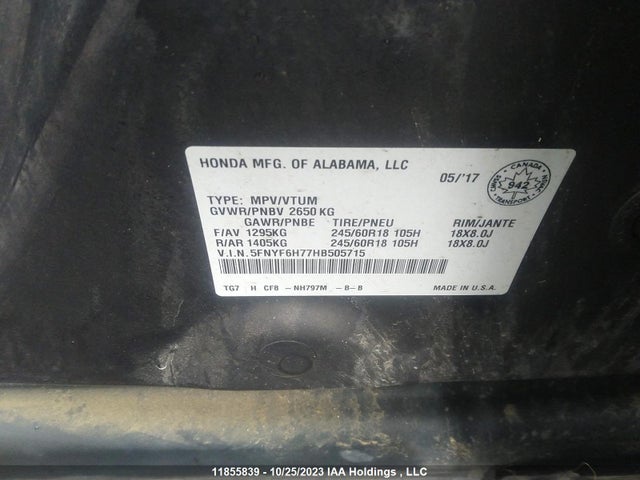 HONDA MFG. OF ALABAMA, LLC
05/'17
CANADA
942
TYPE: MPV/VTUM
GVWR/PNBV 2650 KG
GAWR/PNBE TIRE/PNEU RIM/JANTE
F/AV 1295KG 245/60R18 105H 18X8.0J
R/AR 1405KG 245/60R18 105H 18X8.0J
V.I.N. 5FNYF6H77HB505715
TG7 H CF8 - NH797M - B- B MADE IN U.S.A.
11855839 - 10/25/2023 IAA Holdings , LLC